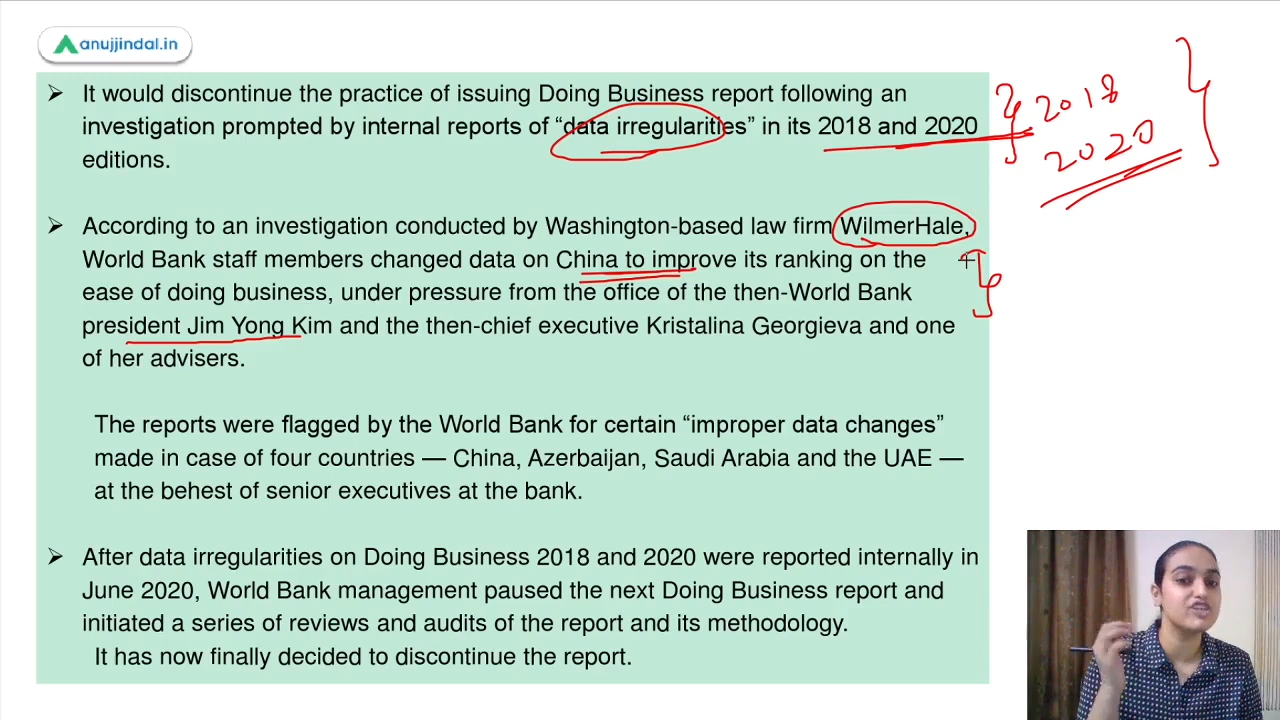 anujjindal.in
➢ It would discontinue the practice of issuing Doing Business report following an
investigation prompted by internal reports of “data irregularities” in its 2018 and 2020
editions.
2018
2020
➢ According to an investigation conducted by Washington-based law firm WilmerHale,
World Bank staff members changed data on China to improve its ranking on the
ease of doing business, under pressure from the office of the then-World Bank
president Jim Yong Kim and the then-chief executive Kristalina Georgieva and one
of her advisers.
The reports were flagged by the World Bank for certain “improper data changes”
made in case of four countries — China, Azerbaijan, Saudi Arabia and the UAE —
at the behest of senior executives at the bank.
➢ After data irregularities on Doing Business 2018 and 2020 were reported internally in
June 2020, World Bank management paused the next Doing Business report and
initiated a series of reviews and audits of the report and its methodology.
It has now finally decided to discontinue the report.